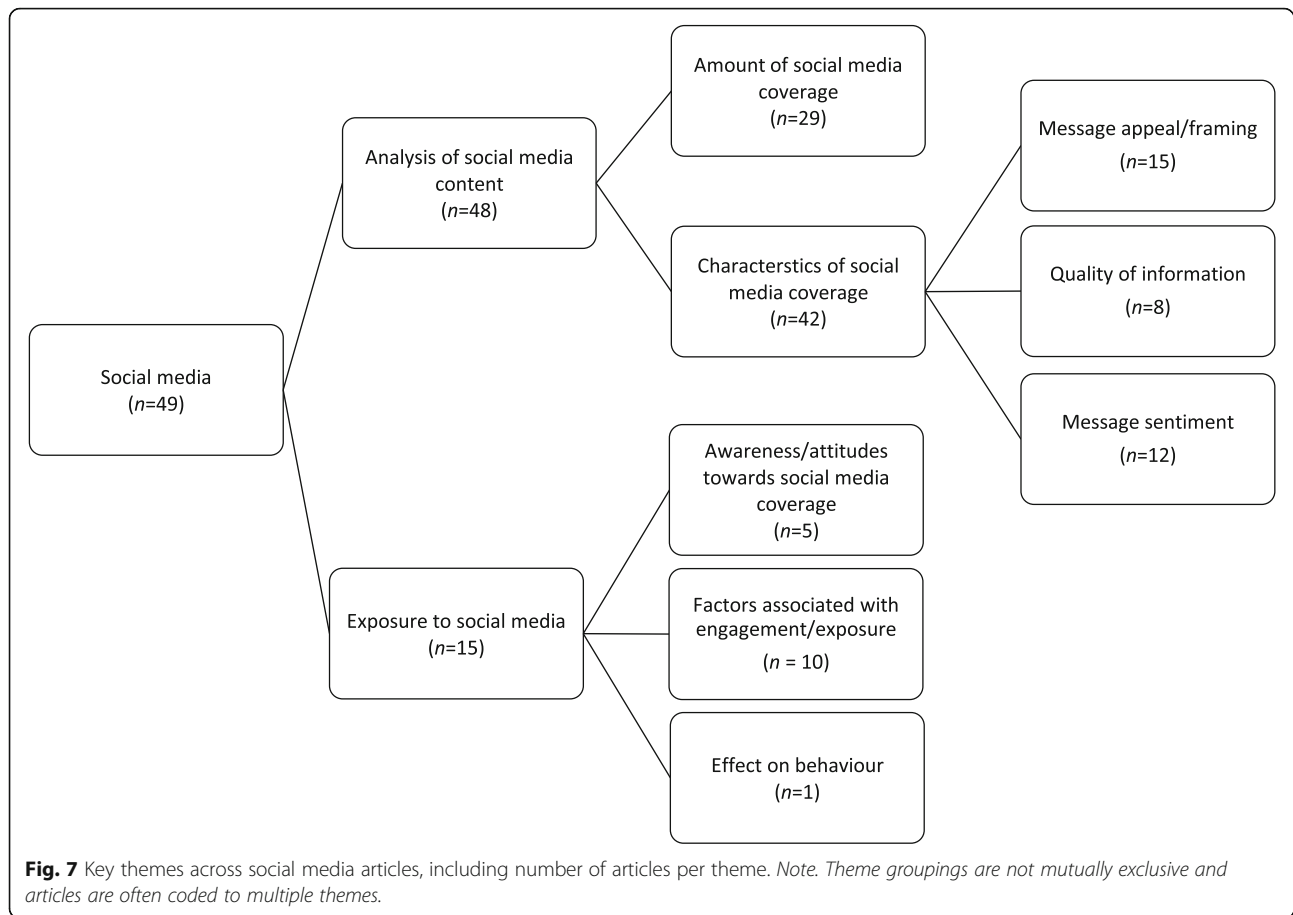 Social media
(n=49)
Analysis of social media
content
(n=48)
Amount of social media
coverage
(n=29)
Characterstics of social
media coverage
(n=42)
Message appeal/framing
(n=15)
Quality of information
(n=8)
Message sentiment
(n=12)
Exposure to social media
(n=15)
Awareness/attitudes
towards social media
coverage
(n=5)
Factors associated with
engagement/exposure
(n = 10)
Effect on behaviour
(n=1)
Fig. 7 Key themes across social media articles, including number of articles per theme. Note. Theme groupings are not mutually exclusive and
articles are often coded to multiple themes.